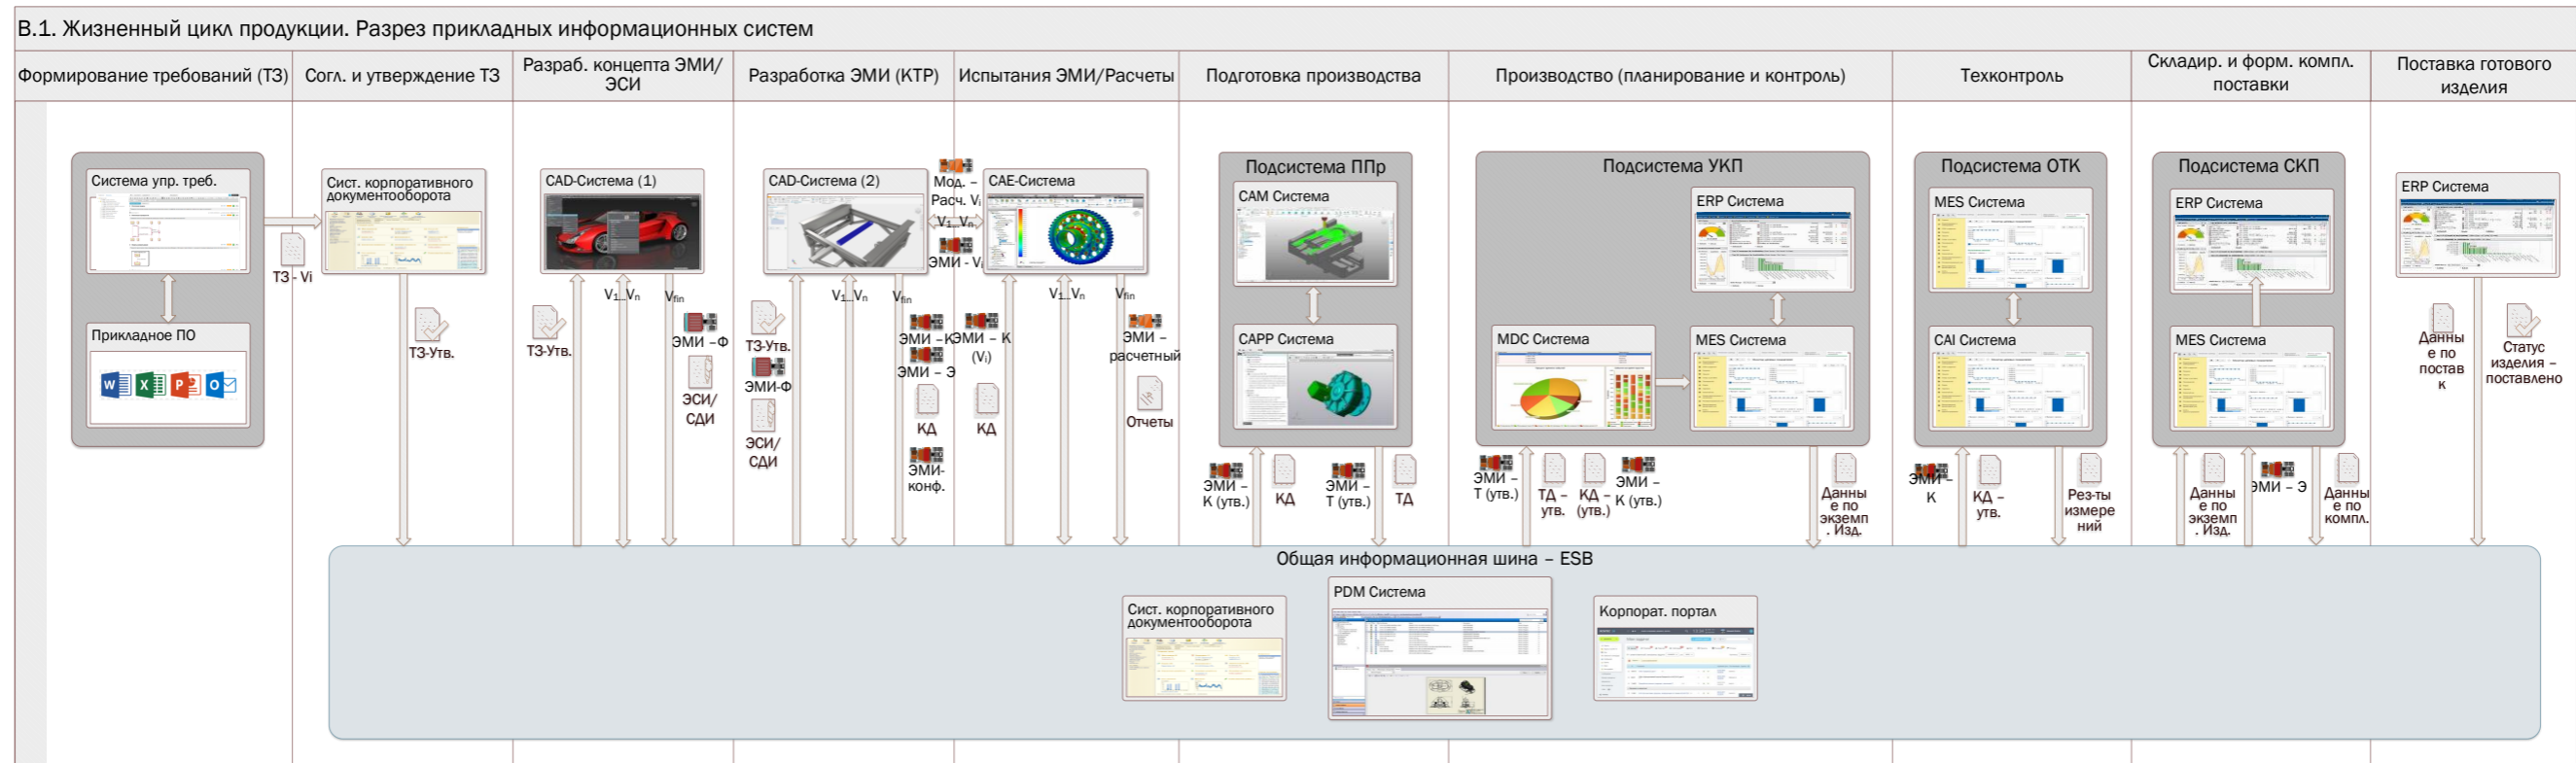 В.1. Жизненный цикл продукции. Разрез прикладных информационных систем
Формирование требований (ТЗ)
Согл. и утверждение ТЗ
Разраб. концепта ЭМИ/
ЭСИ
Разработка ЭМИ (КТР)
Испытания ЭМИ/Расчеты
Подготовка производства
Производство (планирование и контроль)
Техконтроль
Складир. и форм. компл.
поставки
Поставка готового
изделия
Система упр. треб.
Прикладное ПО
ТЗ - Vi
Сист. корпоративного
документооборота
ТЗ-Утв.
CAD-Система (1)
ТЗ-Утв.
V1...Vn
Vfin
ЭМИ –Ф
ЭСИ/
СДИ
CAD-Система (2)
ТЗ-Утв.
ЭМИ-Ф
ЭСИ/
СДИ
V1...Vn
Vfin
ЭМИ –К
ЭМИ – Э
КД
ЭМИ-
конф.
Мод. –
Расч. Vi
V1...Vn
ЭМИ - Vi
CAE-Система
ЭМИ – К
(Vi)
КД
V1...Vn
Vfin
ЭМИ –
расчетный
Отчеты
Подсистема ППр
CAM Система
CAPP Система
ЭМИ –
К (утв.)
КД
ЭМИ –
Т (утв.)
ТД
Подсистема УКП
ERP Система
MDC Система
MES Система
ЭМИ –
Т (утв.)
ТД –
утв.
КД –
(утв.)
ЭМИ –
К (утв.)
Данны
е по
экземп
. Изд.
Подсистема ОТК
MES Система
CAI Система
ЭМИ –
К
КД –
утв.
Рез-ты
измере
ний
Подсистема СКП
ERP Система
MES Система
Данны
е по
экземп
. Изд.
ЭМИ – Э
Данны
е по
компл.
ERP Система
Данны
е по
постав
к
Статус
изделия –
поставлено
Общая информационная шина – ESB
Сист. корпоративного
документооборота
PDM Система
Корпорат. портал